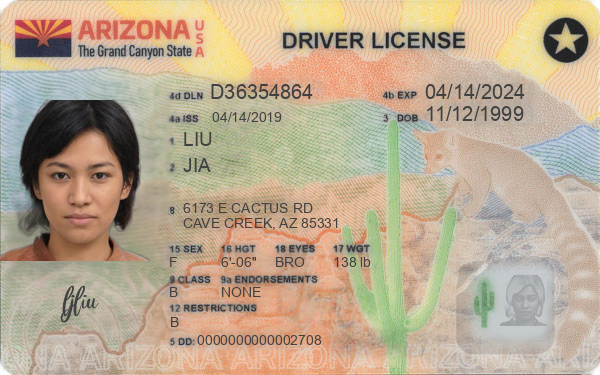 ARIZONA USA
The Grand Canyon State
DRIVER LICENSE
4d DLN D36354864
4b EXP 04/14/2024
4a ISS 04/14/2019
3 DOB 11/12/1999
1 LIU
2 JIA
8 6173 E CACTUS RD
CAVE CREEK, AZ 85331
15 SEX 16 HGT 18 EYES 17 WGT
F 6'-06" BRO 138 lb
9 CLASS 9a ENDORSEMENTS
B NONE
12 RESTRICTIONS
B
Jliu
5 DD: 0000000000002708
ARIZONA ARIZONA ARIZONA ARIZONA